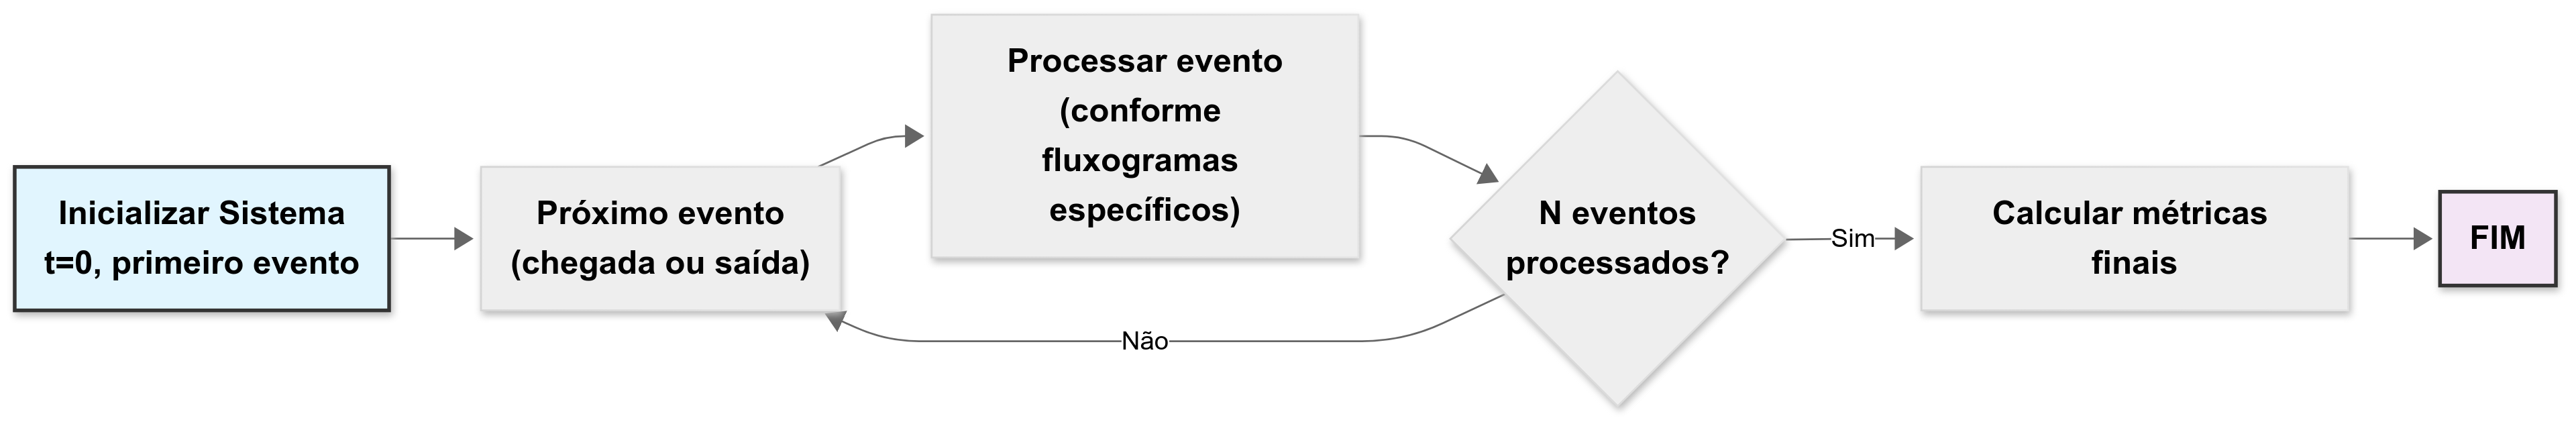 Inicializar Sistema
t=0, primeiro evento
Próximo evento
(chegada ou saída)
Processar evento
(conforme
fluxogramas
específicos)
N eventos
processados?
Sim
Não
Calcular métricas
finais
FIM